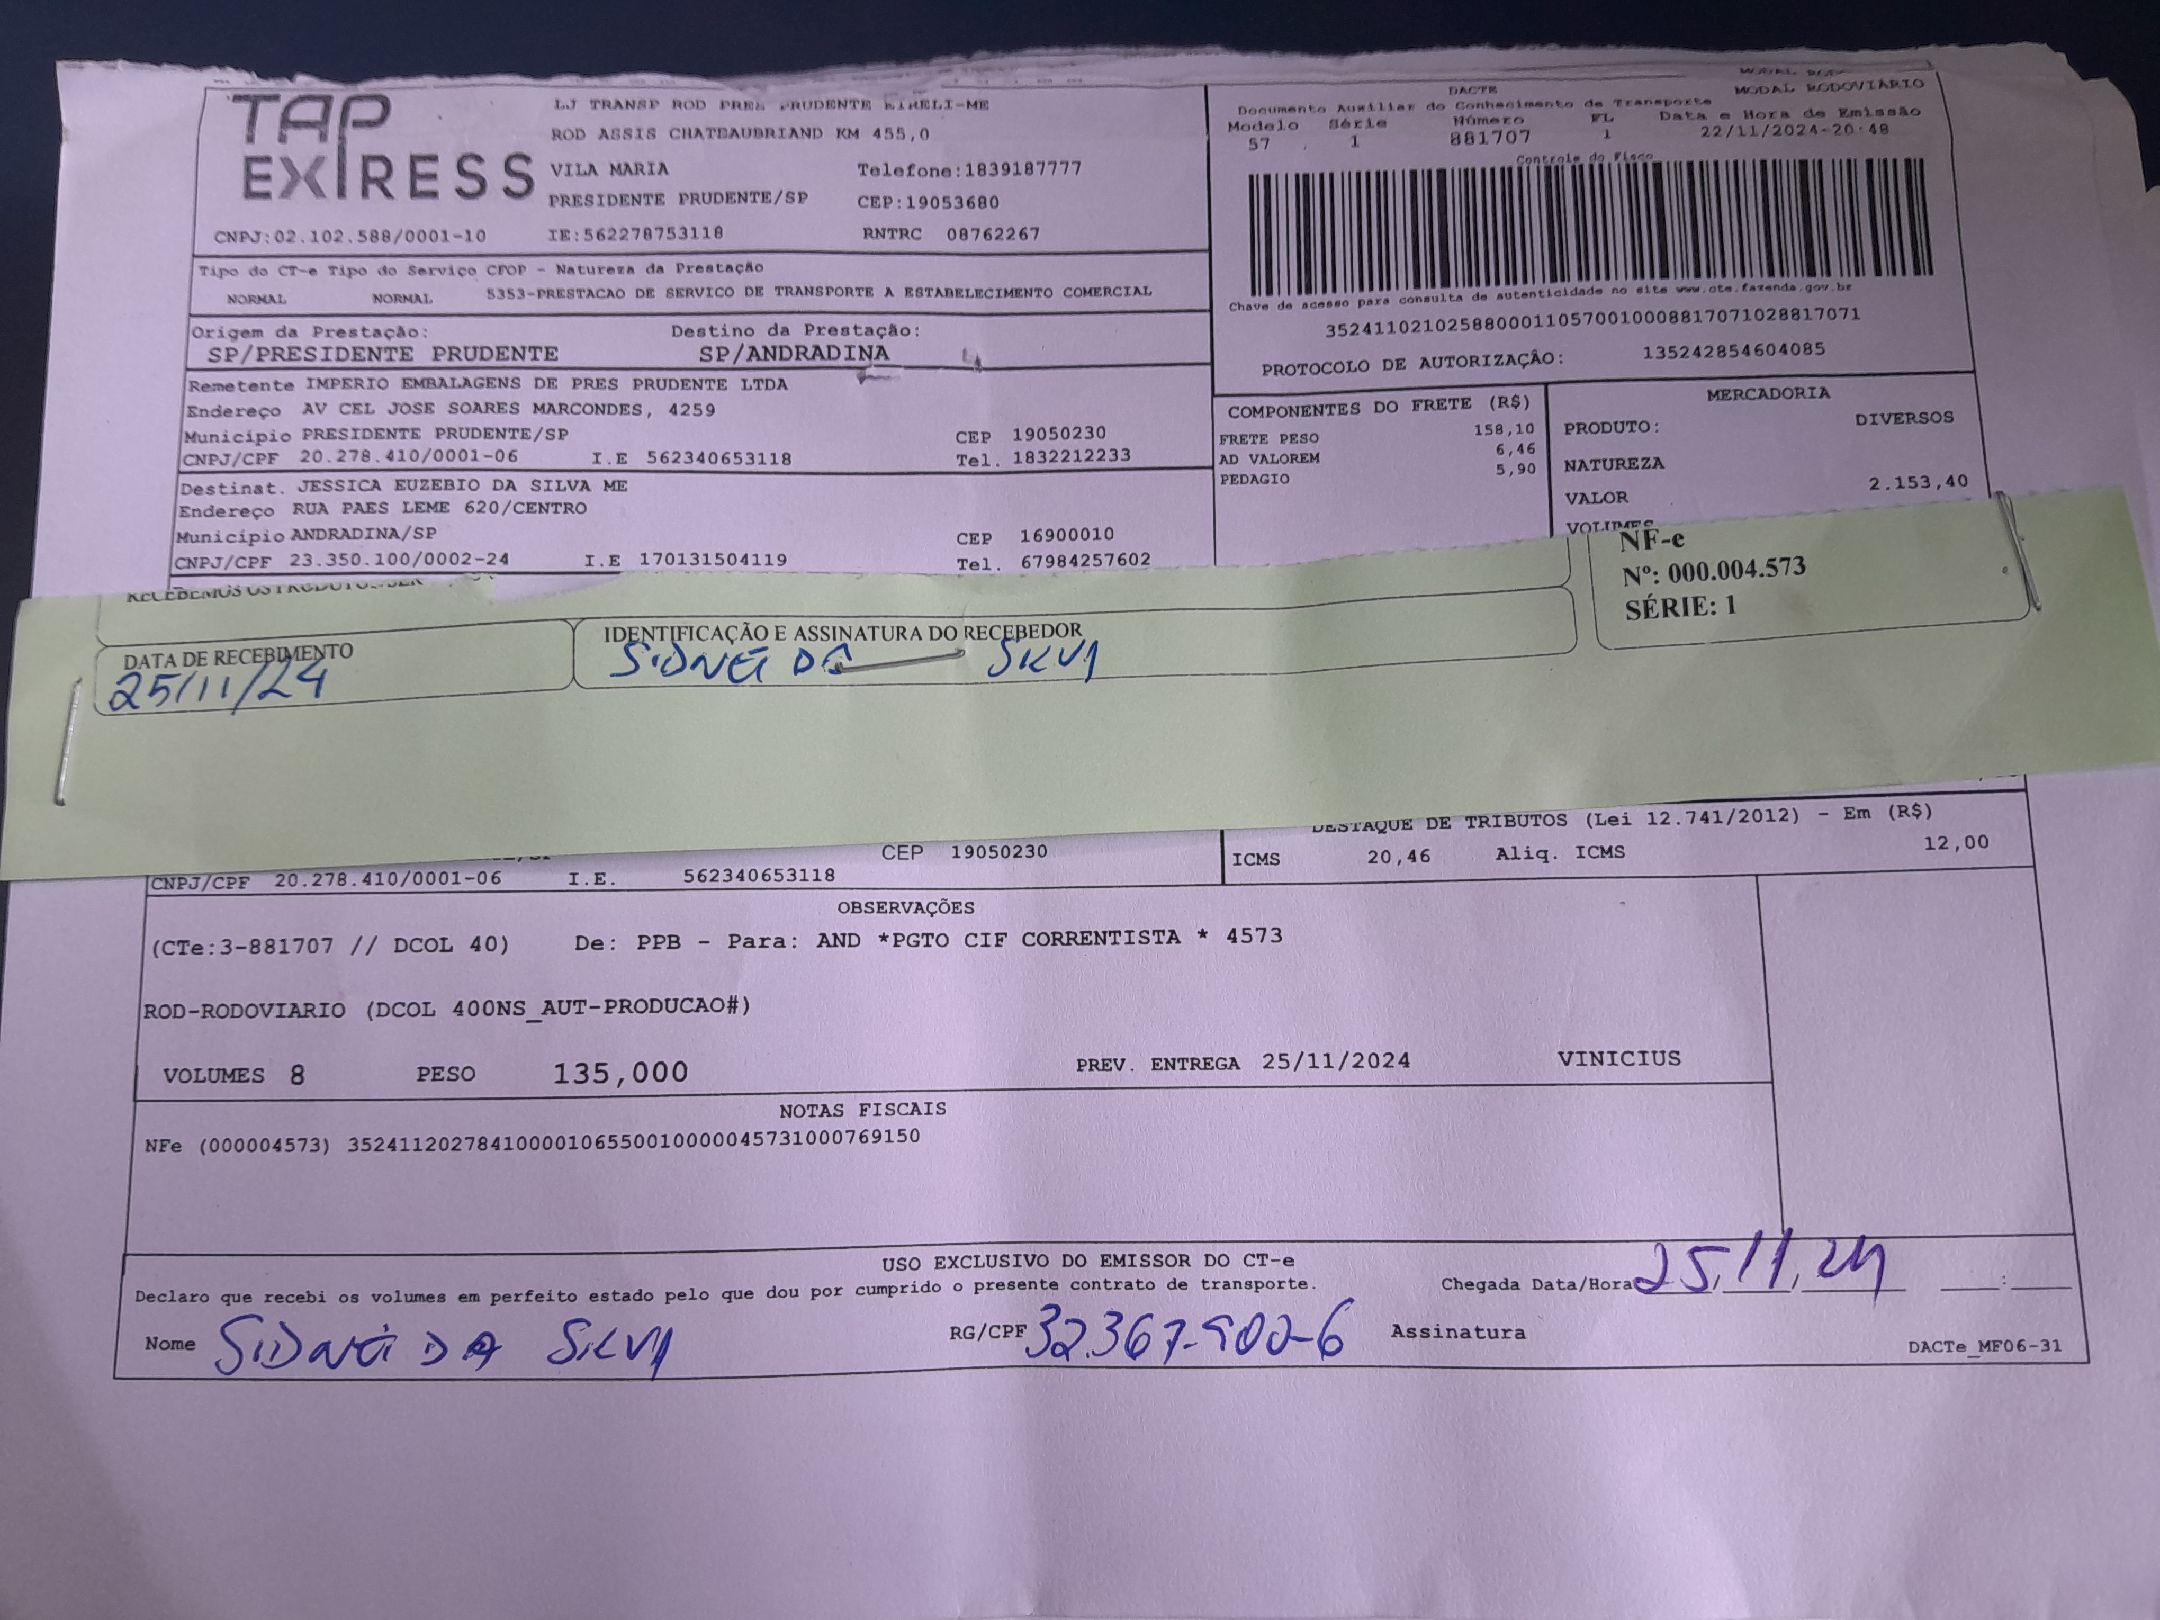 TAP EXPRESS
LJ TRANSP ROD PRES PRUDENTE EIRELI-ME
ROD ASSIS CHATEAUBRIAND KM 455,0
VILA MARIA Telefone:1839187777
PRESIDENTE PRUDENTE/SP CEP:19053680
CNPJ:02.102.588/0001-10 IE:562278753118 RNTRC 08762267
DACTE MODAL RODOVIÁRIO
Documento Auxiliar do Conhecimento de Transporte
Modelo Série Número FL Data e Hora de Emissão
57 1 881707 1 22/11/2024-20:48
Controle do Fisco
Chave de acesso para consulta de autenticidade no site www.cte.fazenda.gov.br
35241102102588000110570010008817071028817071
PROTOCOLO DE AUTORIZAÇÃO: 135242854604085
Tipo do CT-e Tipo do Serviço CFOP - Natureza da Prestação
NORMAL NORMAL 5353-PRESTACAO DE SERVICO DE TRANSPORTE A ESTABELECIMENTO COMERCIAL
Origem da Prestação: Destino da Prestação:
SP/PRESIDENTE PRUDENTE SP/ANDRADINA
Remetente IMPERIO EMBALAGENS DE PRES PRUDENTE LTDA
Endereço AV CEL JOSE SOARES MARCONDES, 4259
Município PRESIDENTE PRUDENTE/SP CEP 19050230
CNPJ/CPF 20.278.410/0001-06 I.E 562340653118 Tel. 1832212233
Destinat. JESSICA EUZEBIO DA SILVA ME
Endereço RUA PAES LEME 620/CENTRO
Município ANDRADINA/SP CEP 16900010
CNPJ/CPF 23.350.100/0002-24 I.E 170131504119 Tel. 67984257602
COMPONENTES DO FRETE (R$)
FRETE PESO 158,10
AD VALOREM 6,46
PEDAGIO 5,90
MERCADORIA
PRODUTO: DIVERSOS
NATUREZA
VALOR 2.153,40
VOLUMES
NF-e
Nº: 000.004.573
SÉRIE: 1
RECEBEMOS OS
DATA DE RECEBIMENTO
25/11/24
IDENTIFICAÇÃO E ASSINATURA DO RECEBEDOR
SIDNEI DA SILVA
CEP 19050230
CNPJ/CPF 20.278.410/0001-06 I.E. 562340653118
DESTAQUE DE TRIBUTOS (Lei 12.741/2012) - Em (R$)
ICMS 20,46 Aliq. ICMS 12,00
OBSERVAÇÕES
(CTe:3-881707 // DCOL 40) De: PPB - Para: AND *PGTO CIF CORRENTISTA * 4573
ROD-RODOVIARIO (DCOL 400NS_AUT-PRODUCAO#)
VOLUMES 8 PESO 135,000 PREV. ENTREGA 25/11/2024 VINICIUS
NOTAS FISCAIS
NFe (000004573) 35241120278410000106550010000045731000769150
USO EXCLUSIVO DO EMISSOR DO CT-e
Declaro que recebi os volumes em perfeito estado pelo que dou por cumprido o presente contrato de transporte. Chegada Data/Hora 25/11/24 :
Nome SIDNEI DA SILVA RG/CPF 32.367.900-6 Assinatura DACTe_MF06-31